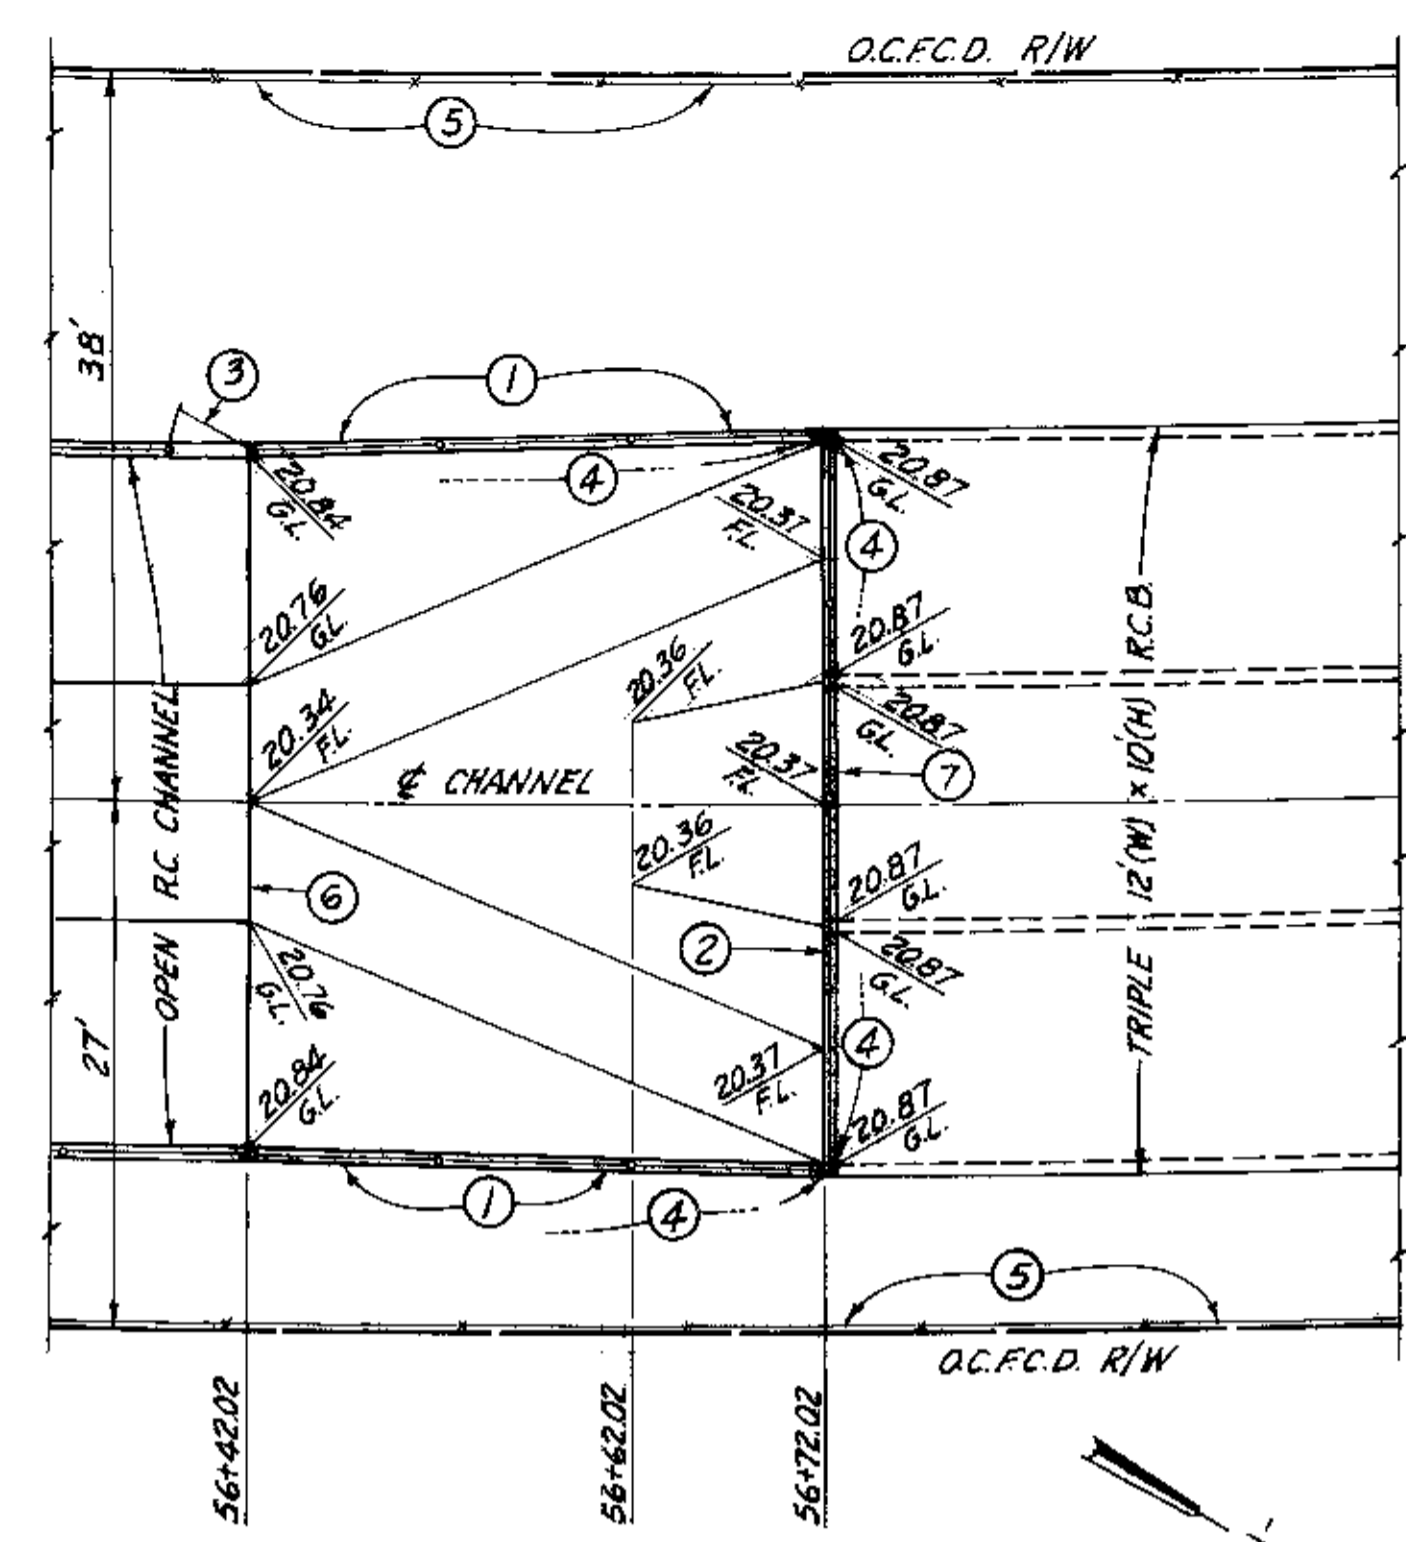 O.C.F.C.D. R/W
5
38'
3
1
4
20.84
G.L.
20.37
F.L.
20.87
G.L.
4
20.76
G.L.
20.87
G.L.
20.36
F.L.
20.34
F.L.
20.87
G.L.
20.37
F.L.
7
℄ CHANNEL
OPEN R.C. CHANNEL
TRIPLE 12'(W) × 10'(H) R.C.B.
20.36
F.L.
6
20.87
G.L.
2
20.76
G.L.
20.87
G.L.
27'
4
20.37
F.L.
20.84
G.L.
20.87
G.L.
1
4
5
O.C.F.C.D. R/W
56+42.02
56+62.02
56+72.02